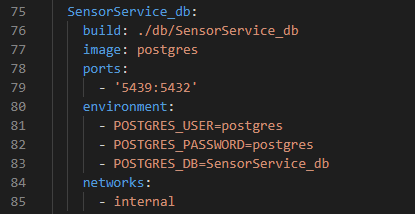 75 SensorService_db:
76 build: ./db/SensorService_db
77 image: postgres
78 ports:
79 - '5439:5432'
80 environment:
81 - POSTGRES_USER=postgres
82 - POSTGRES_PASSWORD=postgres
83 - POSTGRES_DB=SensorService_db
84 networks:
85 - internal